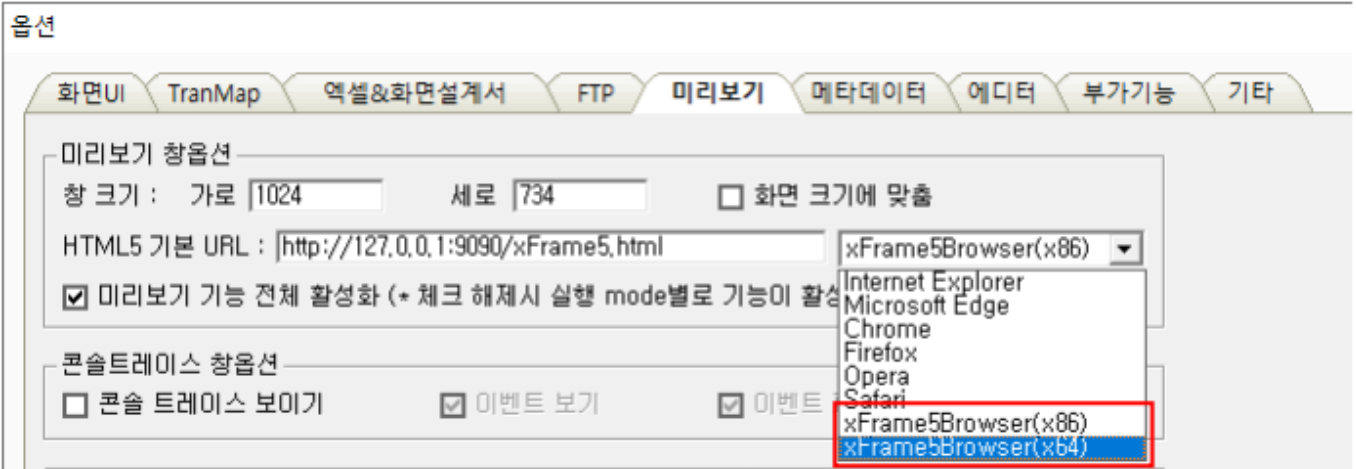 옵션
화면UI TranMap 엑셀&화면설계서 FTP 미리보기 메타데이터 에디터 부가기능 기타
미리보기 창옵션
창 크기 : 가로 1024 세로 734 화면 크기에 맞춤
HTML5 기본 URL : http://127.0.0.1:9090/xFrame5.html xFrame5Browser(x86)
미리보기 기능 전체 활성화 (* 체크 해제시 실행 mode별로 기능이 활성
Internet Explorer
Microsoft Edge
Chrome
Firefox
Opera
Safari
xFrame5Browser(x86)
xFrame5Browser(x64)
콘솔트레이스 창옵션
콘솔 트레이스 보이기 이벤트 보기 이벤트